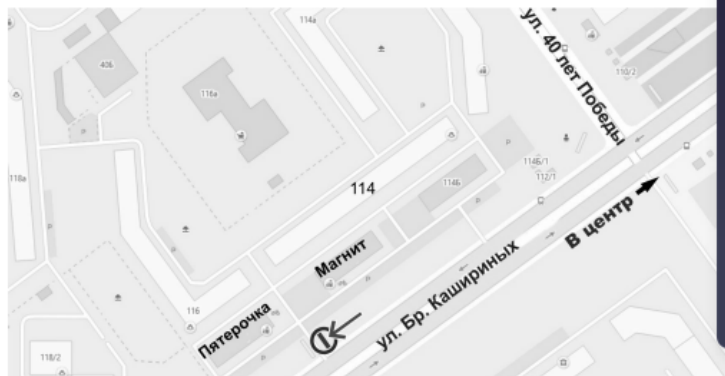 114а
40Б
ул. 40 лет Победы
110/2
116а
P
P
114Б/1
112/1
118а
114
114Б
P
P
В центр
Магнит
P
ул. Бр. Кашириных
116
Пятерочка
P
118/2